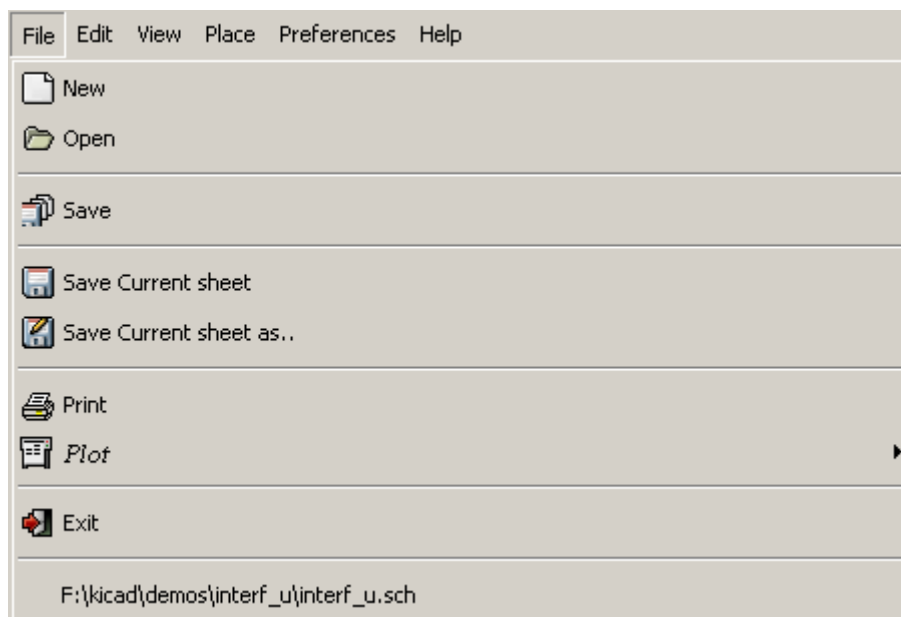 File Edit View Place Preferences Help
New
Open
Save
Save Current sheet
Save Current sheet as..
Print
Plot
Exit
F:\kicad\demos\interf_u\interf_u.sch